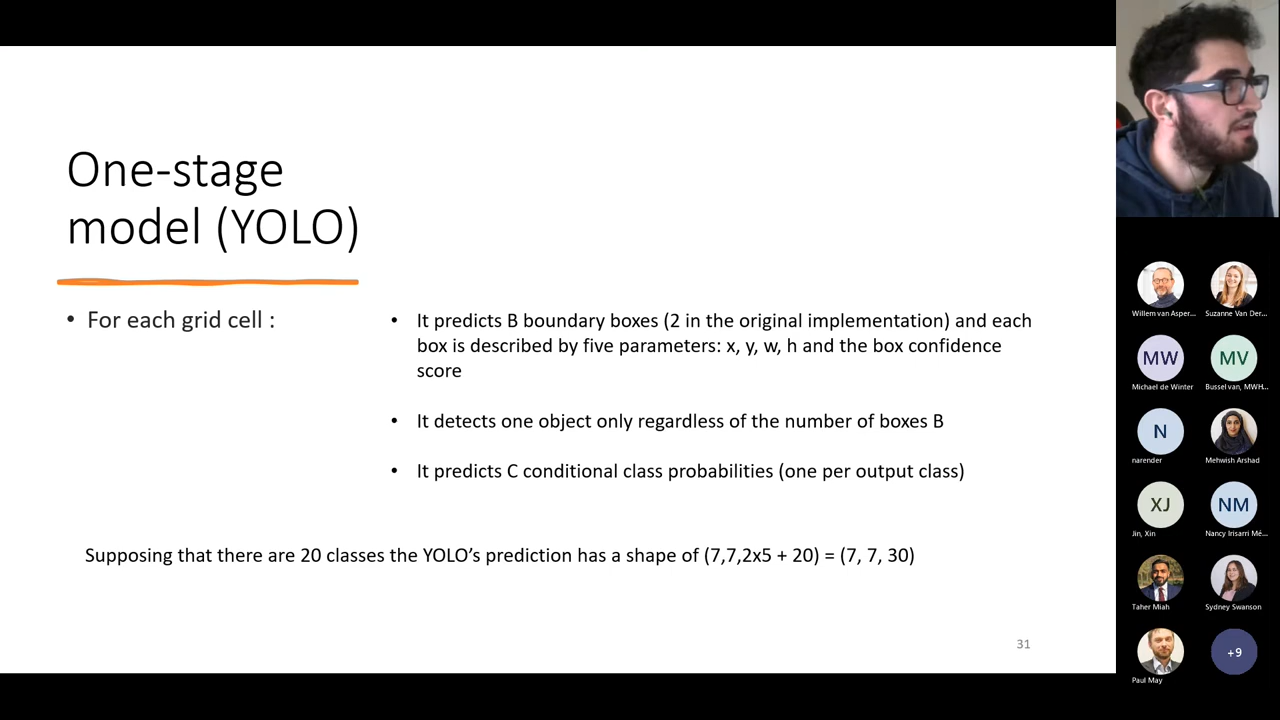 One-stage
model (YOLO)
• For each grid cell :
• It predicts B boundary boxes (2 in the original implementation) and each
box is described by five parameters: x, y, w, h and the box confidence
score
• It detects one object only regardless of the number of boxes B
• It predicts C conditional class probabilities (one per output class)
Supposing that there are 20 classes the YOLO's prediction has a shape of (7,7,2x5 + 20) = (7, 7, 30)
31
Willem van Asper...
Suzanne Van Der...
MW
MV
Michael de Winter
Bussel van, MWH...
N
narender
Mehwish Arshad
XJ
NM
Jin, Xin
Nancy Irisarri Mé...
Taher Miah
Sydney Swanson
+9
Paul May